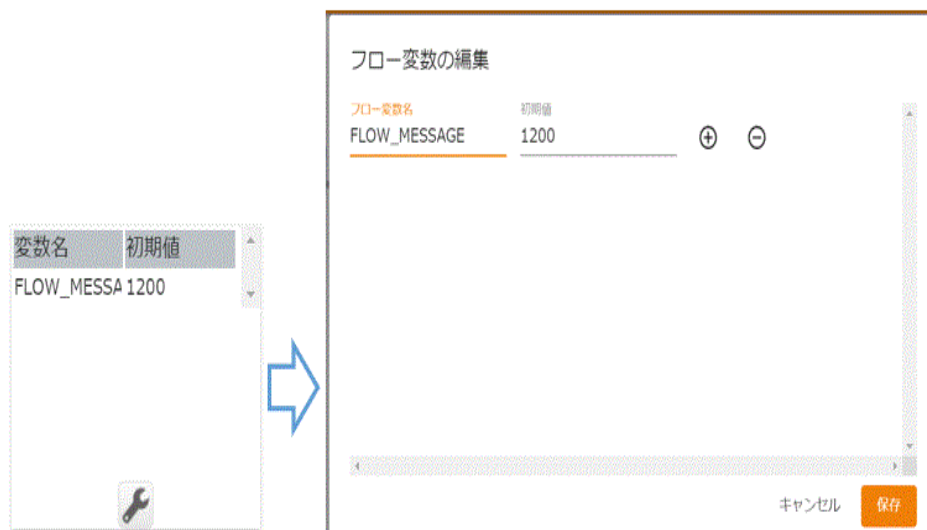 変数名 初期値
FLOW_MESSA 1200
フロー変数の編集
フロー変数名 初期値
FLOW_MESSAGE 1200
キャンセル 保存